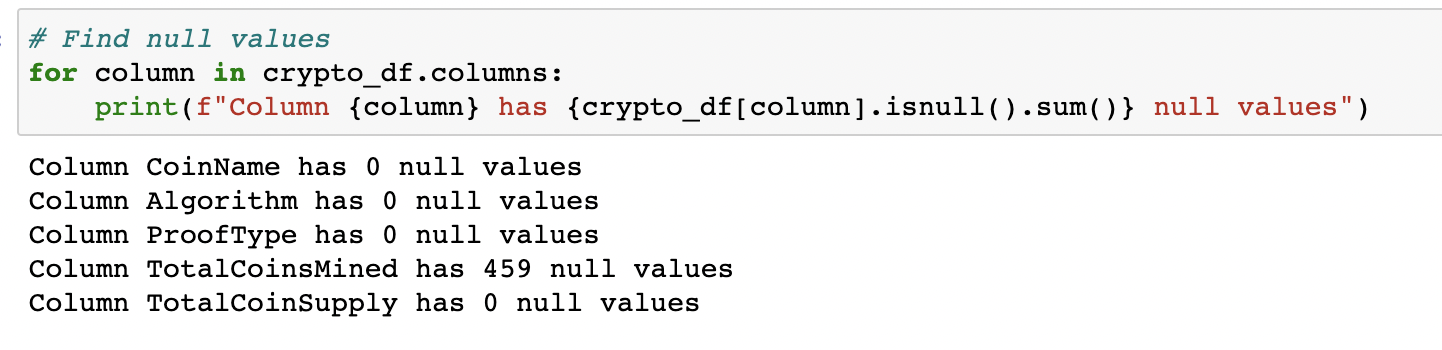 # Find null values
for column in crypto_df.columns:
    print(f"Column {column} has {crypto_df[column].isnull().sum()} null values")
Column CoinName has 0 null values
Column Algorithm has 0 null values
Column ProofType has 0 null values
Column TotalCoinsMined has 459 null values
Column TotalCoinSupply has 0 null values